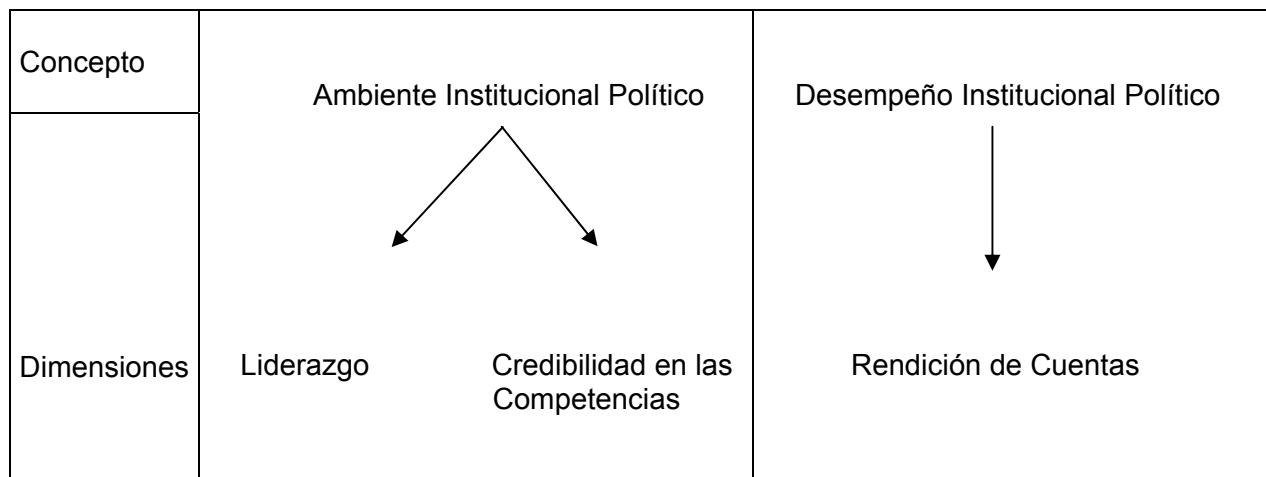 Concepto
Ambiente Institucional Político
Desempeño Institucional Político
Dimensiones
Liderazgo
Credibilidad en las
Competencias
Rendición de Cuentas